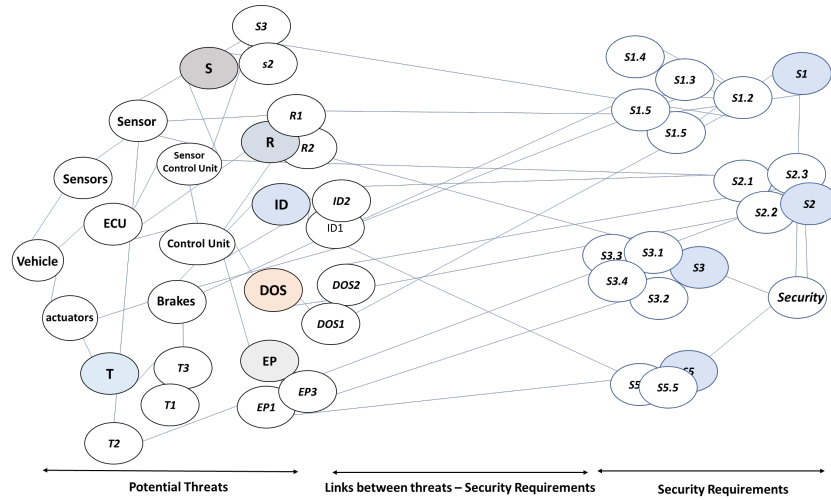 S3
s2
S
Sensor
R1
R
R2
Sensor
Control Unit
Sensors
ID
ID2
ID1
ECU
Control Unit
Vehicle
DOS
DOS2
DOS1
Brakes
actuators
T
T3
T1
T2
EP
EP3
EP1
S1.4
S1.3
S1
S1.2
S1.5
S1.5
S2.3
S2.1
S2
S2.2
S3.1
S3.3
S3
S3.4
S3.2
Security
S5
S5
S5.5
Potential Threats
Links between threats – Security Requirements
Security Requirements